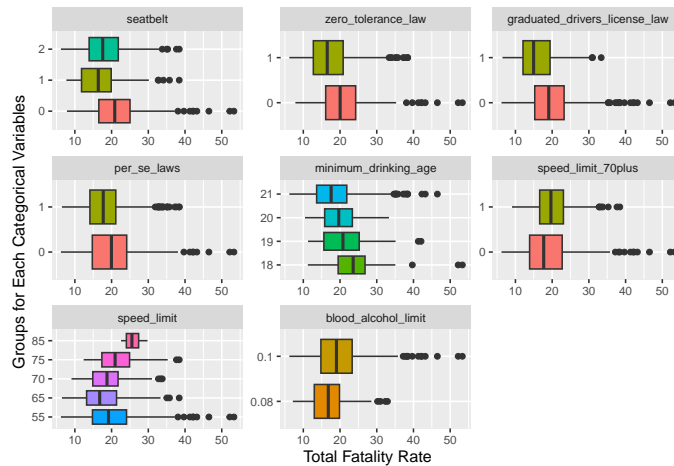 seatbelt
zero_tolerance_law
graduated_drivers_license_law
2
1
0
10 20 30 40 50
1
0
10 20 30 40 50
1
0
10 20 30 40 50
per_se_laws
minimum_drinking_age
speed_limit_70plus
1
0
10 20 30 40 50
21
20
19
18
10 20 30 40 50
1
0
10 20 30 40 50
speed_limit
blood_alcohol_limit
85
75
70
65
55
10 20 30 40 50
0.1
0.08
10 20 30 40 50
Total Fatality Rate
Groups for Each Categorical Variables